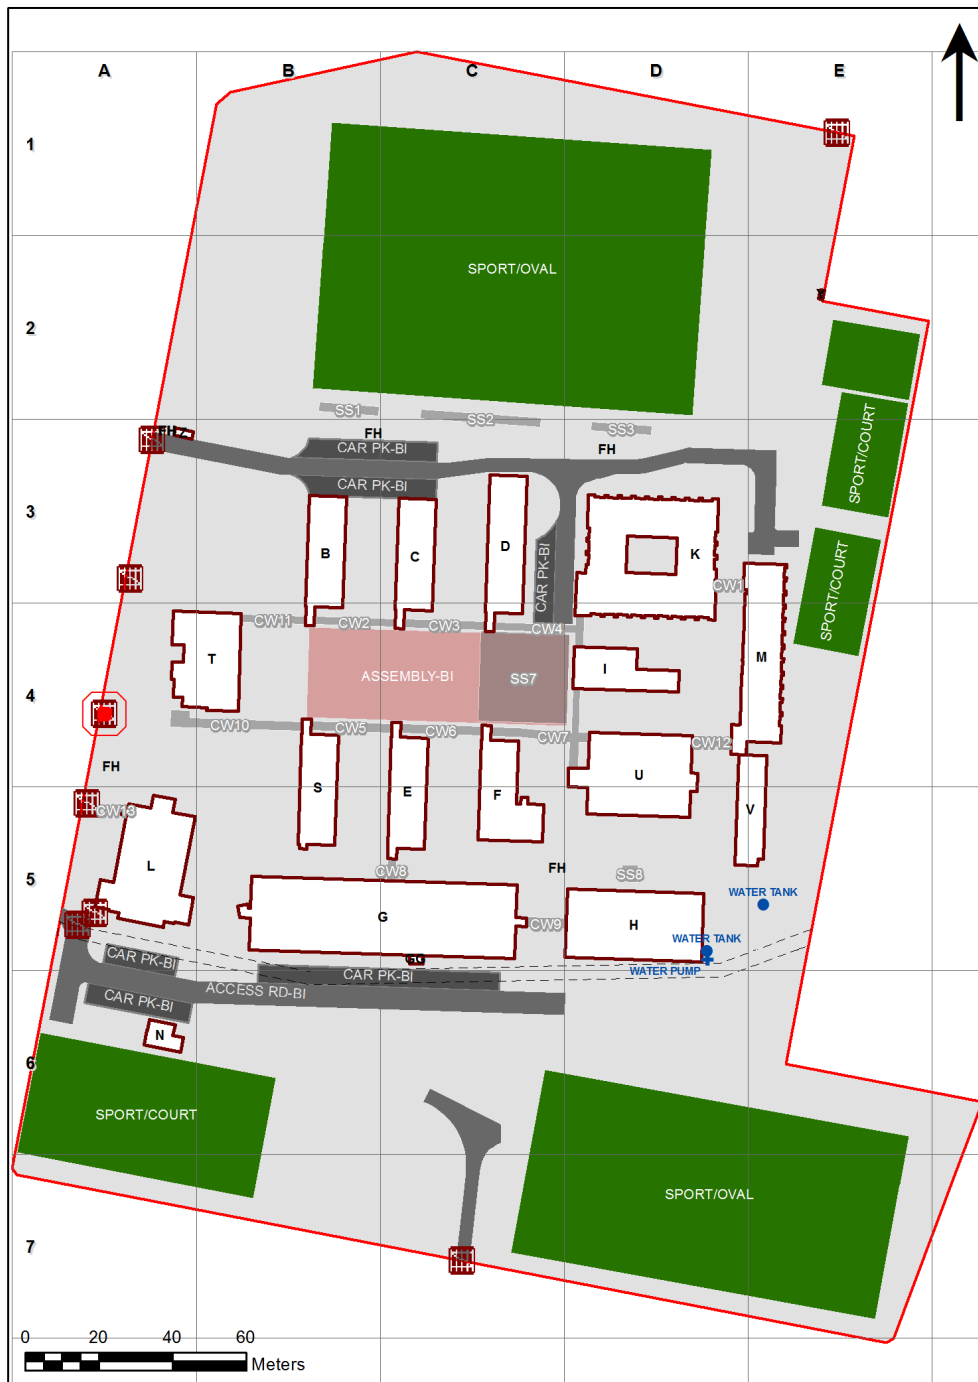 A
B
C
D
E
1
SPORT/OVAL
2
SS1
SS2
SS3
FH Z
FH
FH
CAR PK-BI
CAR PK-BI
SPORT/COURT
3
B
C
D
K
CAR PK-BI
CW1
SPORT/COURT
CW11
CW2
CW3
CW4
T
M
I
ASSEMBLY-BI
SS7
4
CW10
CW5
CW6
CW7
CW12
FH
U
S
E
F
V
CW13
L
FH
CW8
SS8
5
WATER TANK
G
CW9
H
WATER TANK
CAR PK-BI
GG
WATER PUMP
CAR PK-BI
ACCESS RD-BI
CAR PK-BI
N
6
SPORT/COURT
SPORT/OVAL
7
0 20 40 60
Meters